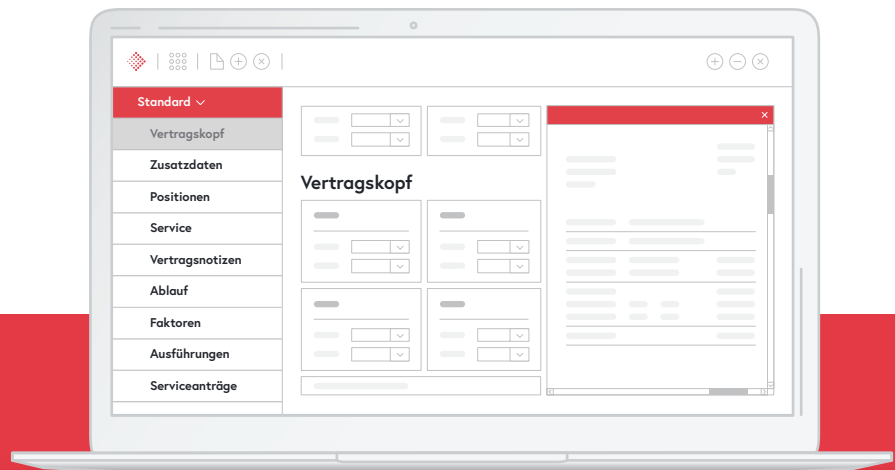 Standard
Vertragskopf
Zusatzdaten
Positionen
Service
Vertragsnotizen
Ablauf
Faktoren
Ausführungen
Serviceanträge
Vertragskopf